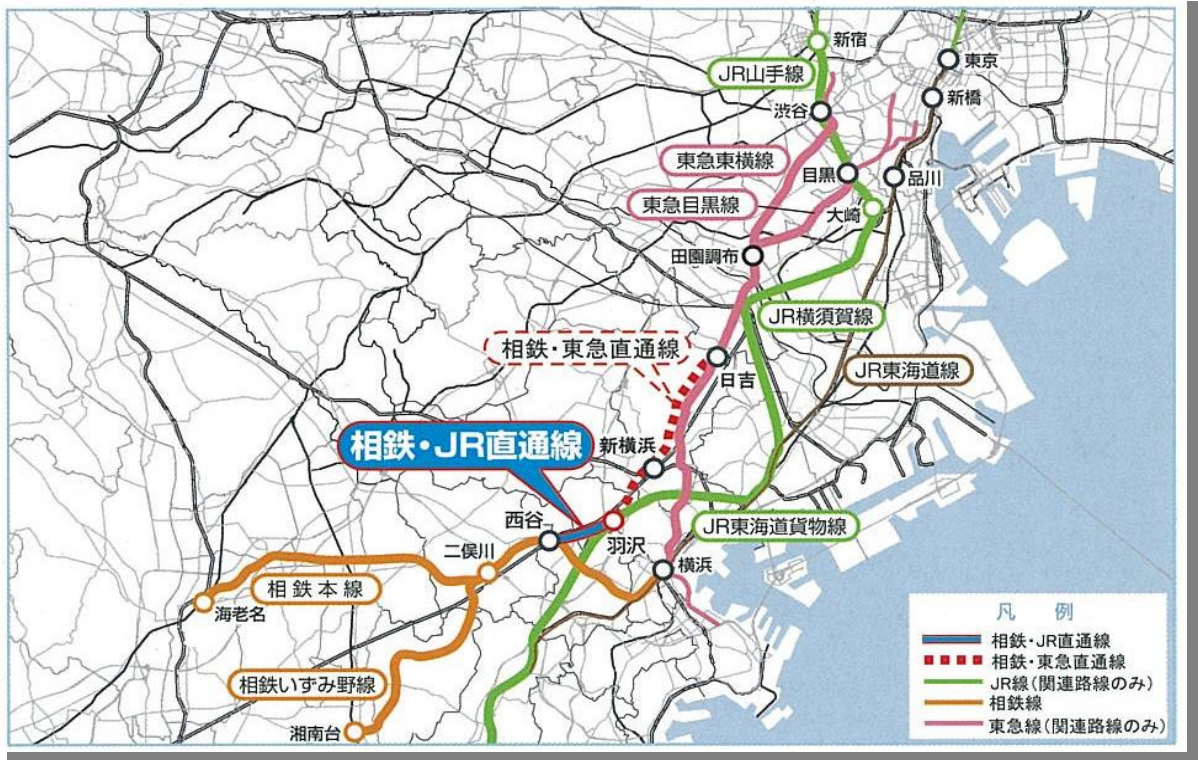 新宿
東京
JR山手線
新橋
渋谷
東急東横線
目黒
品川
東急目黒線
大崎
田園調布
JR横須賀線
相鉄・東急直通線
日吉
JR東海道線
相鉄・JR直通線
新横浜
西谷
JR東海道貨物線
羽沢
二俣川
横浜
相鉄本線
海老名
相鉄いずみ野線
湘南台
凡 例
相鉄・JR直通線
相鉄・東急直通線
JR線(関連路線のみ)
相鉄線
東急線(関連路線のみ)